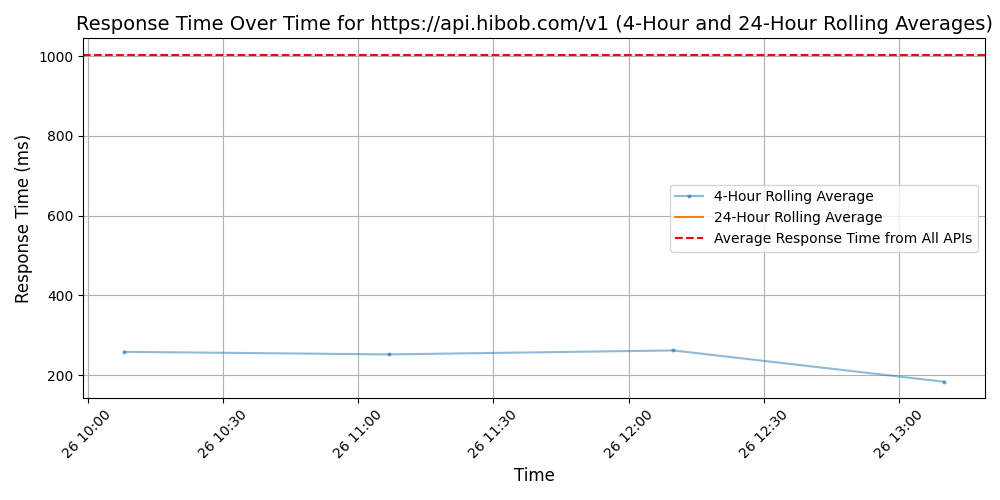 Response Time Over Time for https://api.hibob.com/v1 (4-Hour and 24-Hour Rolling Averages)
Response Time (ms)
1000
800
600
400
200
4-Hour Rolling Average
24-Hour Rolling Average
Average Response Time from All APIs
26 10:00
26 10:30
26 11:00
26 11:30
26 12:00
26 12:30
26 13:00
Time